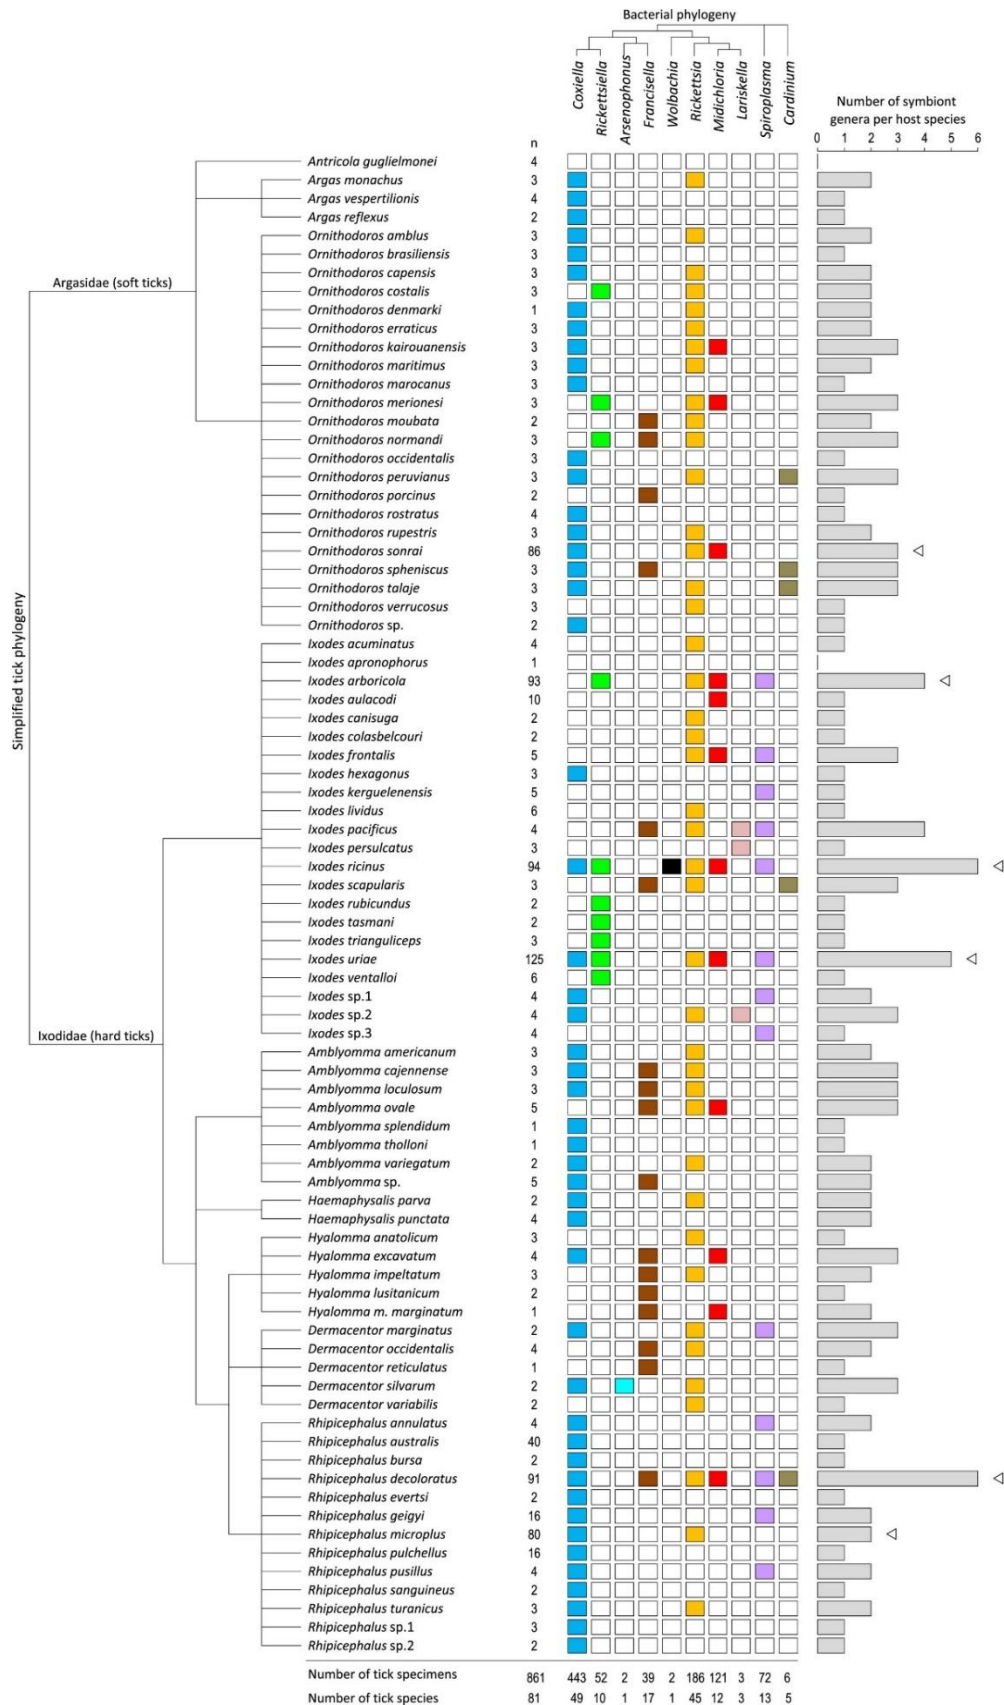 Bacterial phylogeny
Coxiella
Rickettsiella
Arsenophonus
Francisella
Wolbachia
Rickettsia
Midichloria
Lariskella
Spiroplasma
Cardinium
Number of symbiont
genera per host species
n
0 1 2 3 4 5 6
Simplified tick phylogeny
Argasidae (soft ticks)
Ixodidae (hard ticks)
Antricola guglielmonei 4
Argas monachus 3
Argas vespertilionis 4
Argas reflexus 2
Ornithodoros amblus 3
Ornithodoros brasiliensis 3
Ornithodoros capensis 3
Ornithodoros costalis 3
Ornithodoros denmarki 1
Ornithodoros erraticus 3
Ornithodoros kairouanensis 3
Ornithodoros maritimus 3
Ornithodoros marocanus 3
Ornithodoros merionesi 3
Ornithodoros moubata 2
Ornithodoros normandi 3
Ornithodoros occidentalis 3
Ornithodoros peruvianus 3
Ornithodoros porcinus 2
Ornithodoros rostratus 4
Ornithodoros rupestris 3
Ornithodoros sonrai 86
Ornithodoros spheniscus 3
Ornithodoros talaje 3
Ornithodoros verrucosus 3
Ornithodoros sp. 2
Ixodes acuminatus 4
Ixodes apronophorus 1
Ixodes arboricola 93
Ixodes aulacodi 10
Ixodes canisuga 2
Ixodes colasbelcouri 2
Ixodes frontalis 5
Ixodes hexagonus 3
Ixodes kerguelenensis 5
Ixodes lividus 6
Ixodes pacificus 4
Ixodes persulcatus 3
Ixodes ricinus 94
Ixodes scapularis 3
Ixodes rubicundus 2
Ixodes tasmani 2
Ixodes trianguliceps 3
Ixodes uriae 125
Ixodes ventalloi 6
Ixodes sp.1 4
Ixodes sp.2 4
Ixodes sp.3 4
Amblyomma americanum 3
Amblyomma cajennense 3
Amblyomma loculosum 3
Amblyomma ovale 5
Amblyomma splendidum 1
Amblyomma tholloni 1
Amblyomma variegatum 2
Amblyomma sp. 5
Haemaphysalis parva 2
Haemaphysalis punctata 4
Hyalomma anatolicum 3
Hyalomma excavatum 4
Hyalomma impeltatum 3
Hyalomma lusitanicum 2
Hyalomma m. marginatum 1
Dermacentor marginatus 2
Dermacentor occidentalis 4
Dermacentor reticulatus 1
Dermacentor silvarum 2
Dermacentor variabilis 2
Rhipicephalus annulatus 4
Rhipicephalus australis 40
Rhipicephalus bursa 2
Rhipicephalus decoloratus 91
Rhipicephalus evertsi 2
Rhipicephalus geigyi 16
Rhipicephalus microplus 80
Rhipicephalus pulchellus 16
Rhipicephalus pusillus 4
Rhipicephalus sanguineus 2
Rhipicephalus turanicus 3
Rhipicephalus sp.1 3
Rhipicephalus sp.2 2
Number of tick specimens 861 443 52 2 39 2 186 121 3 72 6
Number of tick species 81 49 10 1 17 1 45 12 3 13 5